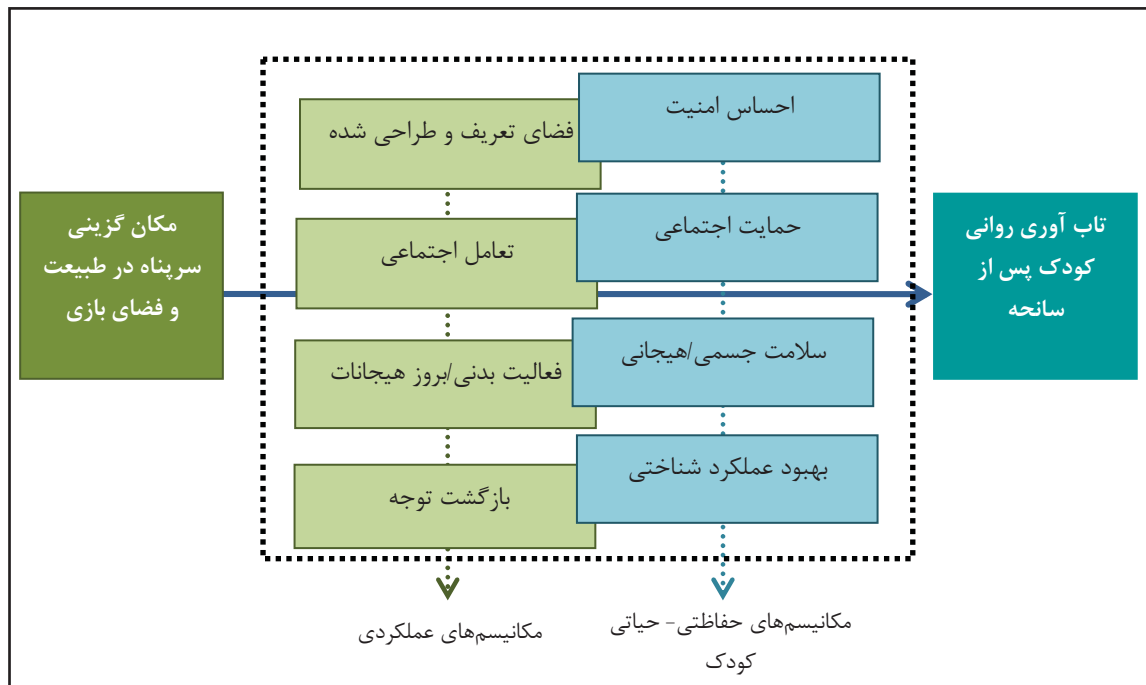 احساس امنیت
فضای تعریف و طراحی شده
تاب آوری روانی
کودک پس از
سانحه
حمایت اجتماعی
تعامل اجتماعی
مکان گزینی
سرپناه در طبیعت
و فضای بازی
سلامت جسمی/هیجانی
فعالیت بدنی/بروز هیجانات
بهبود عملکرد شناختی
بازگشت توجه
مکانیسم‌های حفاظتی- حیاتی
کودک
مکانیسم‌های عملکردی